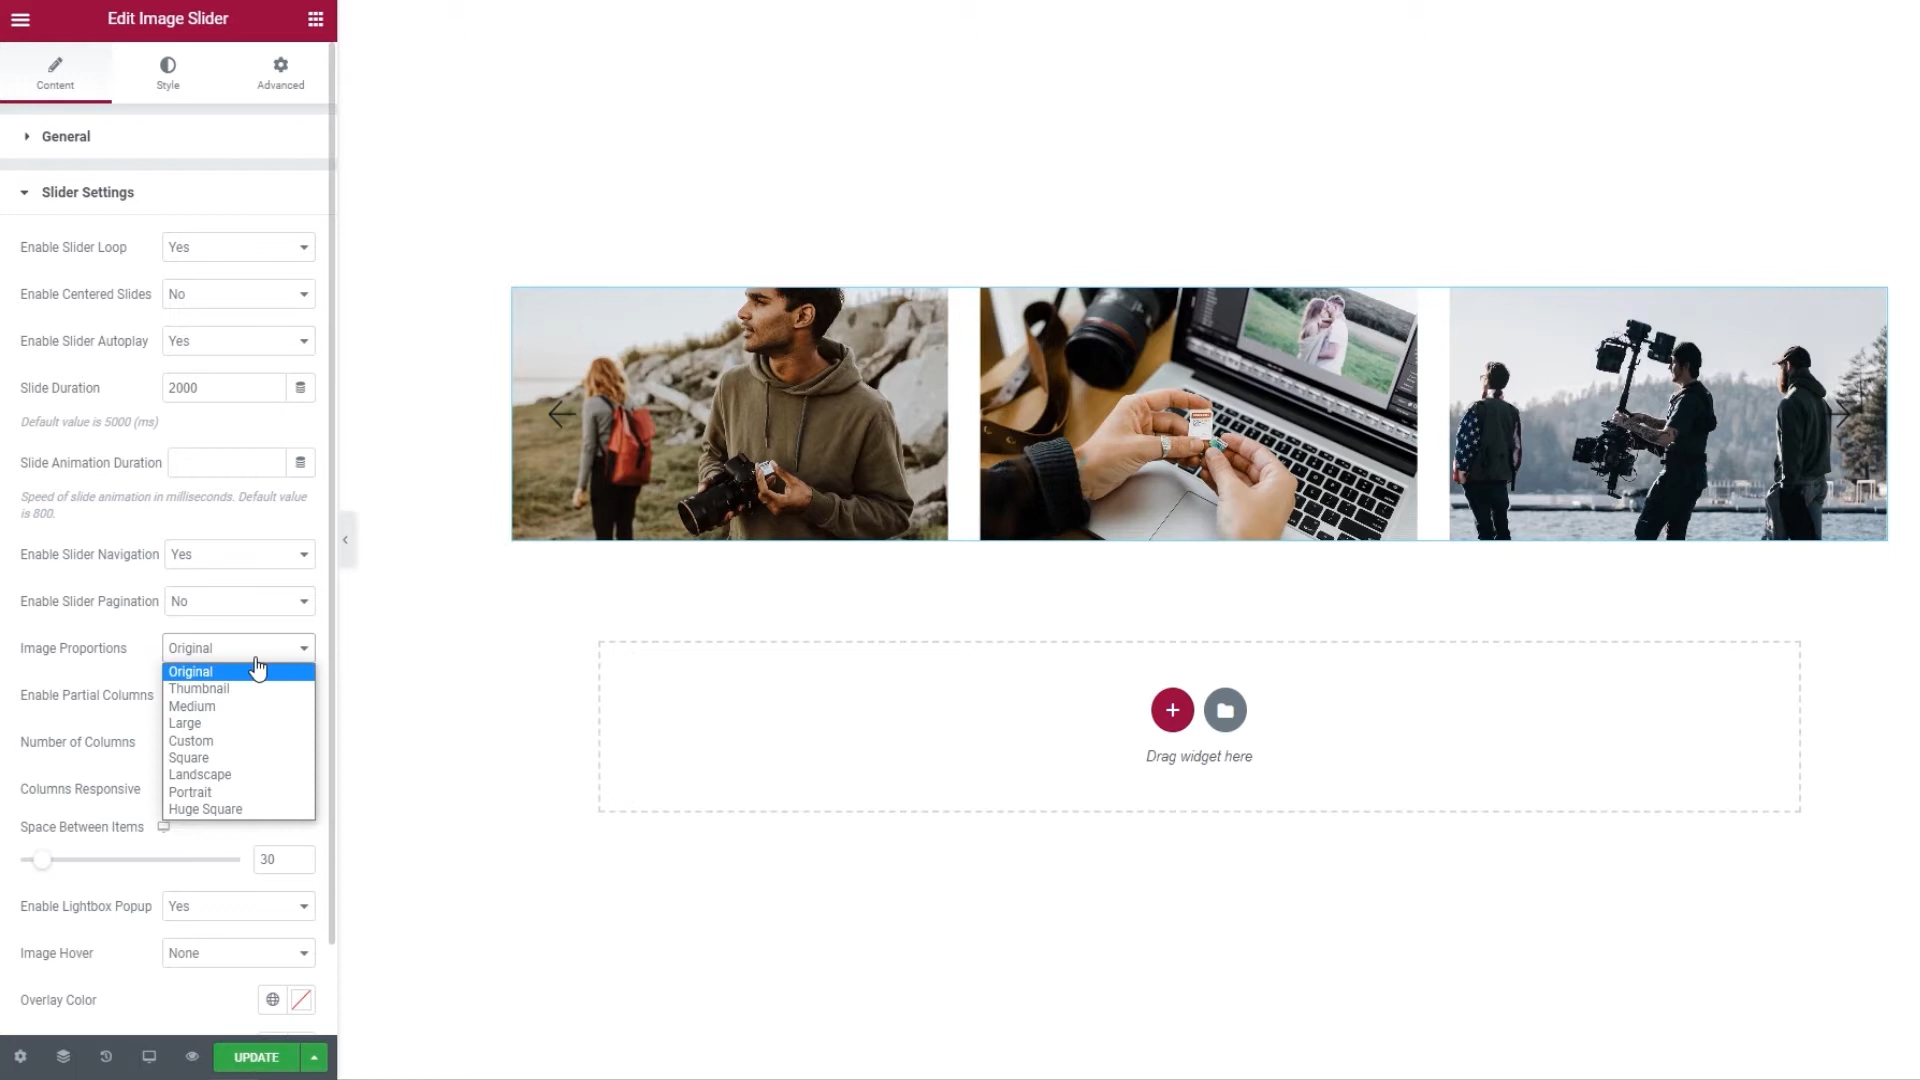 Edit Image Slider
Content
Style
Advanced
General
Slider Settings
Enable Slider Loop
Yes
Enable Centered Slides
No
Enable Slider Autoplay
Yes
Slide Duration
2000
Default value is 5000 (ms)
Slide Animation Duration
Speed of slide animation in milliseconds. Default value
is 800.
Enable Slider Navigation
Yes
Enable Slider Pagination
No
Image Proportions
Original
Original
Thumbnail
Medium
Large
Custom
Square
Landscape
Portrait
Huge Square
Enable Partial Columns
Number of Columns
Columns Responsive
Space Between Items
30
Enable Lightbox Popup
Yes
Image Hover
None
Overlay Color
UPDATE
Drag widget here